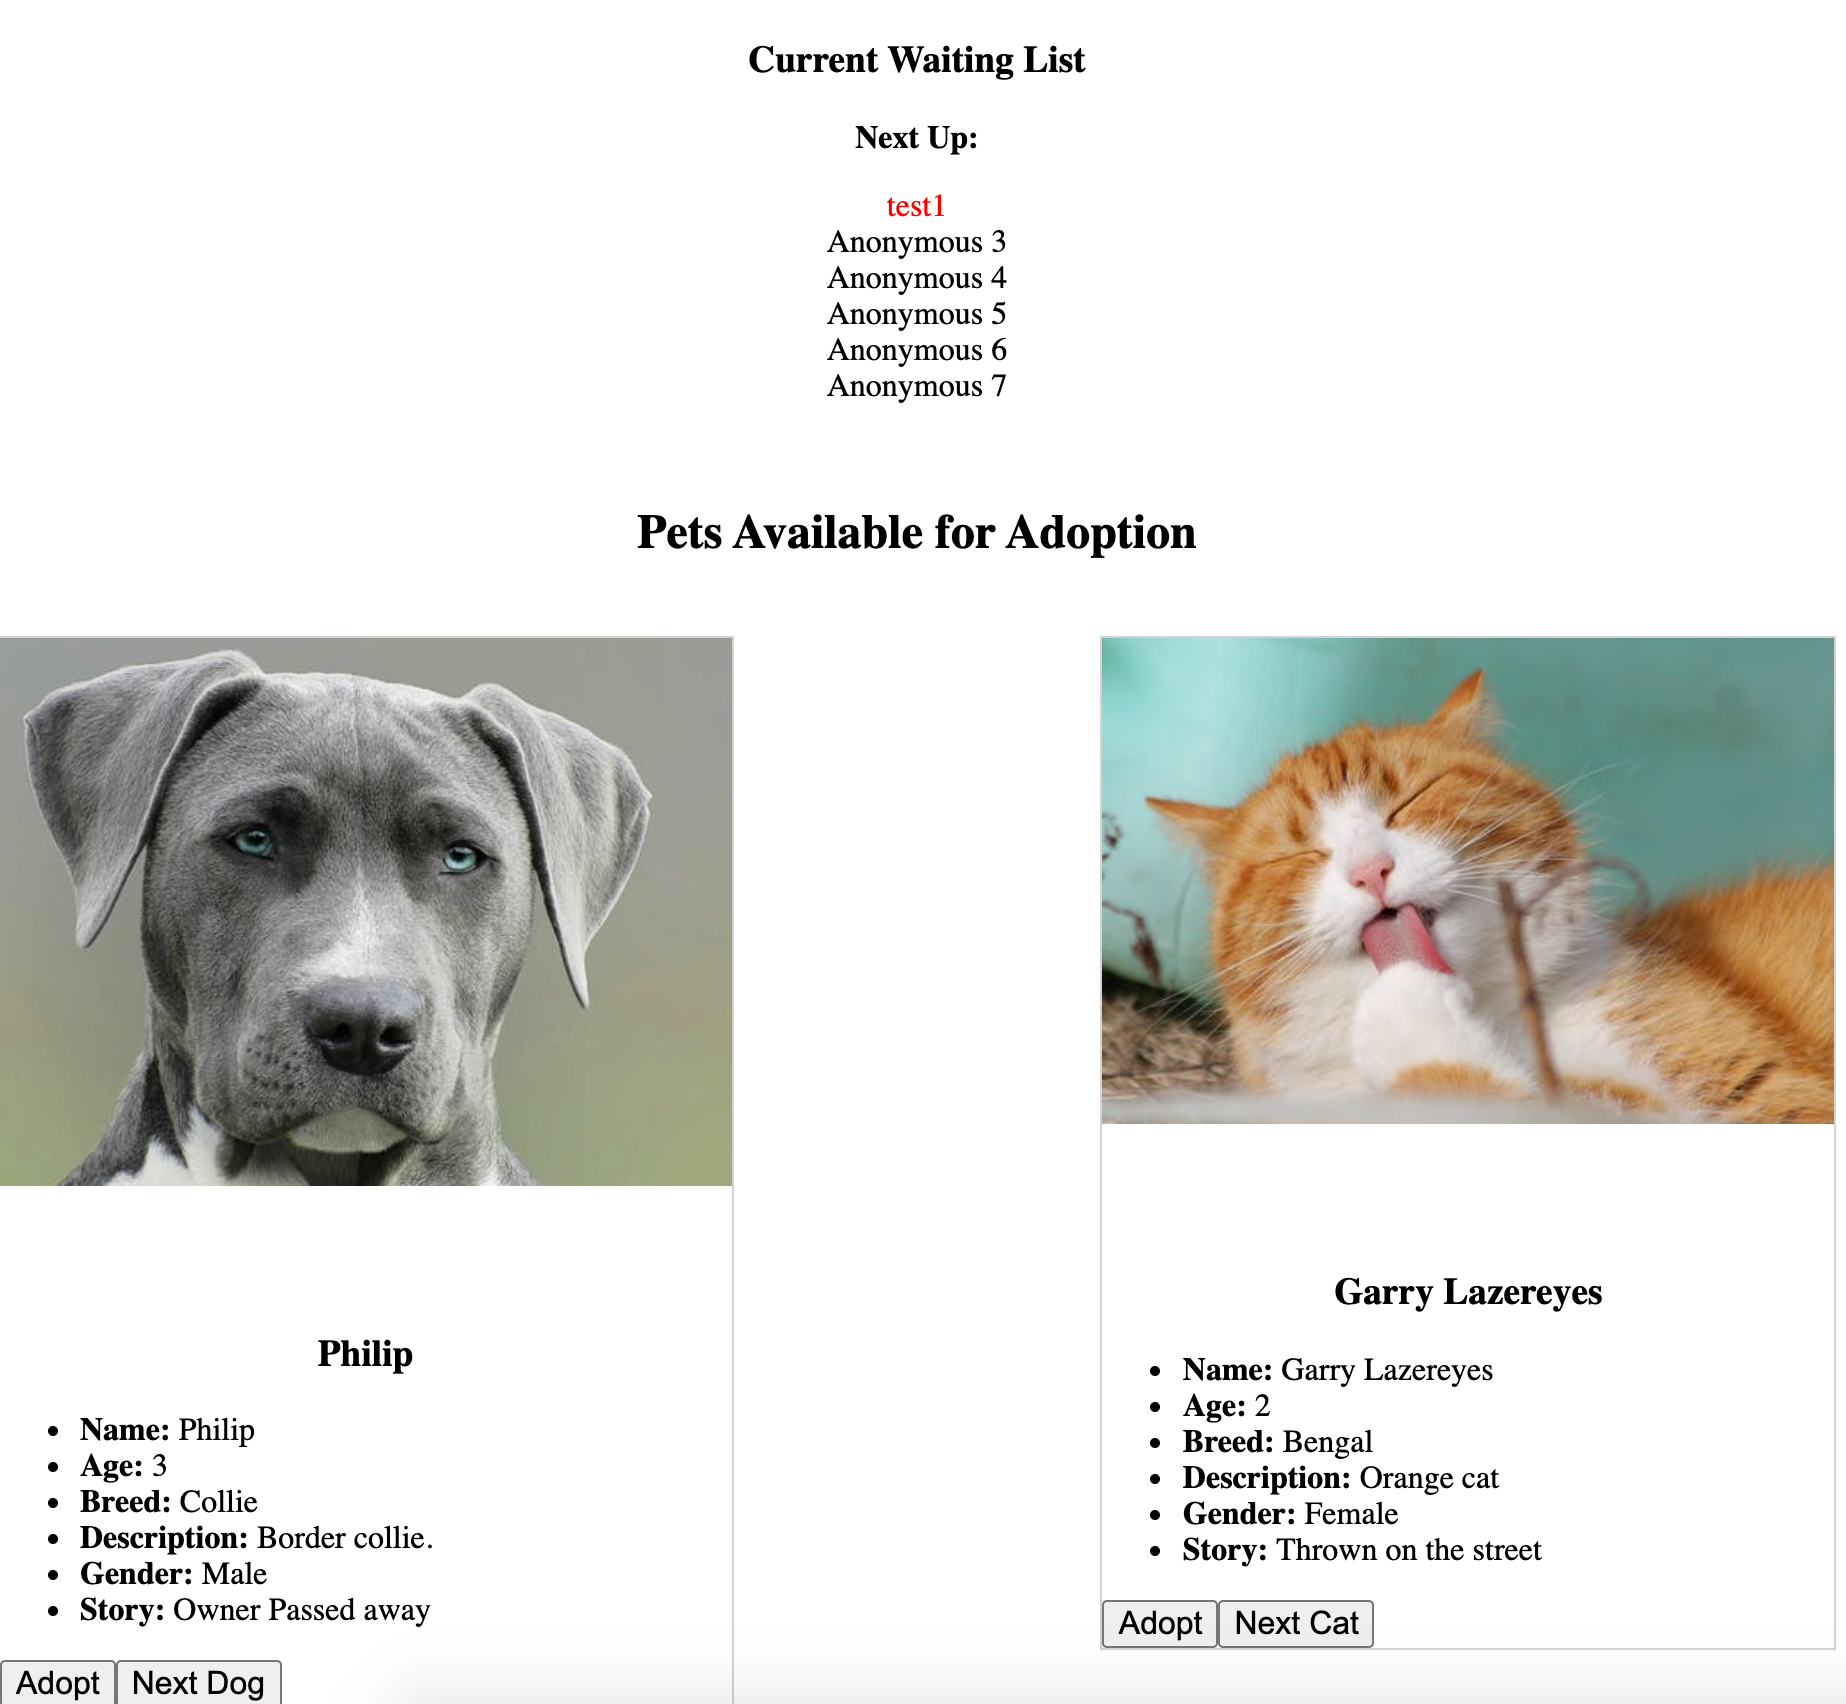 Current Waiting List
Next Up:
test1
Anonymous 3
Anonymous 4
Anonymous 5
Anonymous 6
Anonymous 7
Pets Available for Adoption
Philip
Name: Philip
Age: 3
Breed: Collie
Description: Border collie.
Gender: Male
Story: Owner Passed away
Adopt
Next Dog
Garry Lazereyes
Name: Garry Lazereyes
Age: 2
Breed: Bengal
Description: Orange cat
Gender: Female
Story: Thrown on the street
Adopt
Next Cat